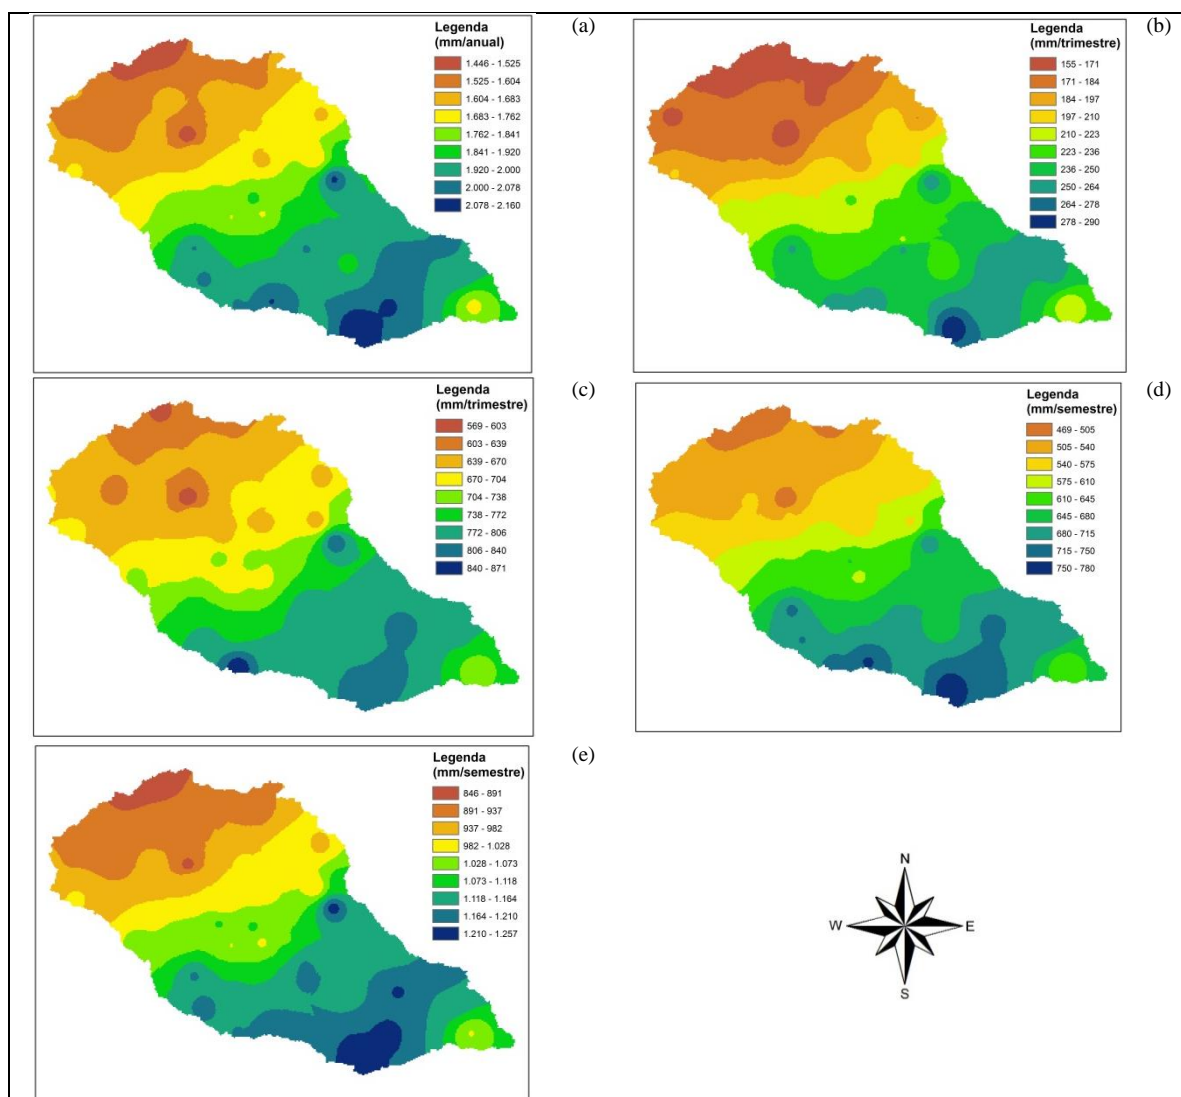 (a)
Legenda
(mm/anual)
1.446 - 1.525
1.525 - 1.604
1.604 - 1.683
1.683 - 1.762
1.762 - 1.841
1.841 - 1.920
1.920 - 2.000
2.000 - 2.078
2.078 - 2.160
(b)
Legenda
(mm/trimestre)
155 - 171
171 - 184
184 - 197
197 - 210
210 - 223
223 - 236
236 - 250
250 - 264
264 - 278
278 - 290
(c)
Legenda
(mm/trimestre)
569 - 603
603 - 639
639 - 670
670 - 704
704 - 738
738 - 772
772 - 806
806 - 840
840 - 871
(d)
Legenda
(mm/semestre)
469 - 505
505 - 540
540 - 575
575 - 610
610 - 645
645 - 680
680 - 715
715 - 750
750 - 780
(e)
Legenda
(mm/semestre)
846 - 891
891 - 937
937 - 982
982 - 1.028
1.028 - 1.073
1.073 - 1.118
1.118 - 1.164
1.164 - 1.210
1.210 - 1.257
N
W E
S